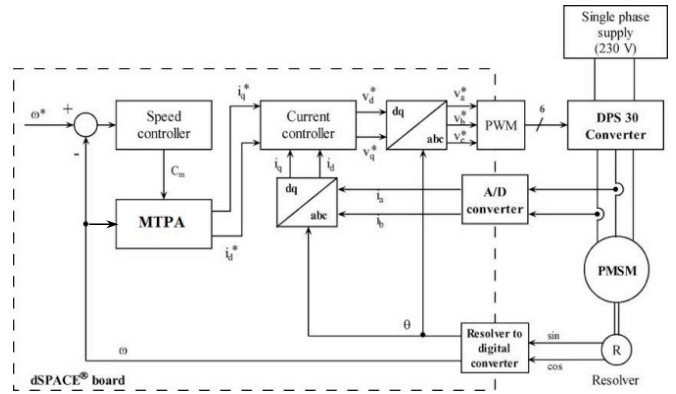 Single phase
supply
(230 V)
ω*
+
-
Speed
controller
C_m
MTPA
i_q*
i_d*
Current
controller
i_q
i_d
v_d*
v_q*
dq
abc
v_a*
v_b*
v_c*
PWM
6
DPS 30
Converter
dq
abc
i_a
i_b
A/D
converter
PMSM
θ
ω
Resolver to
digital
converter
sin
cos
R
Resolver
dSPACE® board